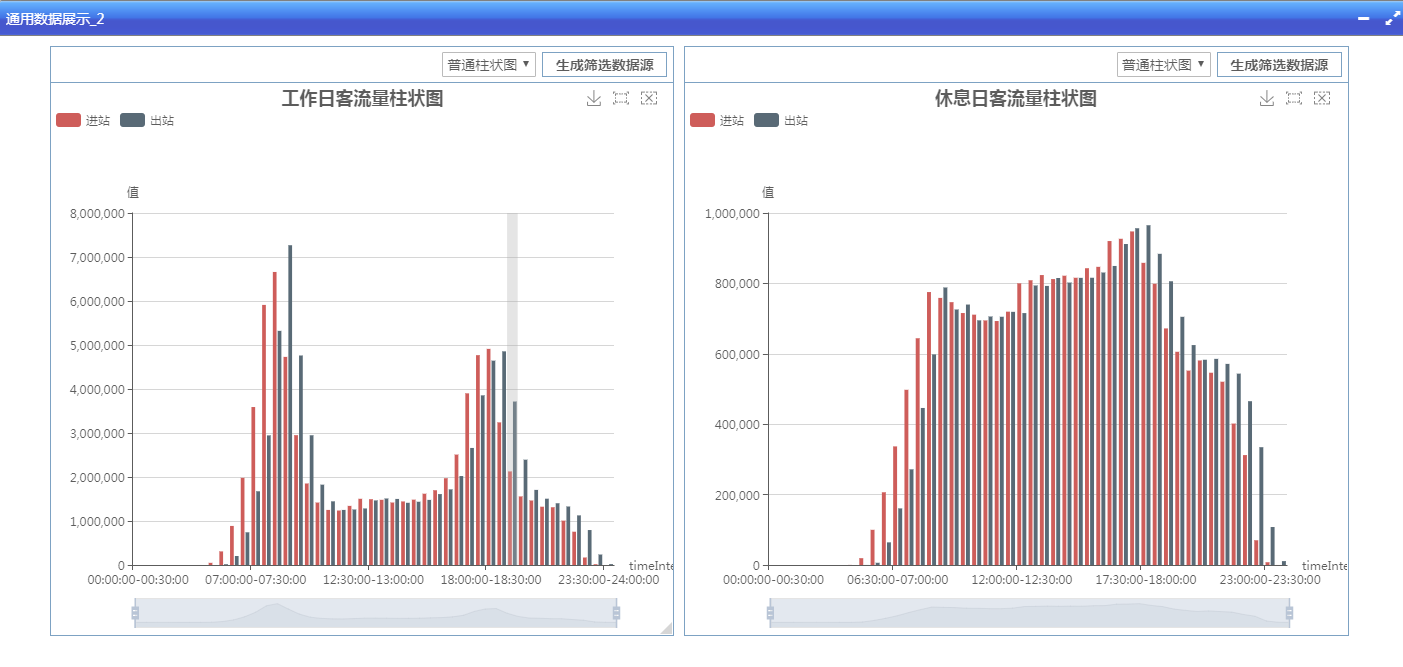 通用数据展示_2
普通柱状图 生成筛选数据源
工作日客流量柱状图
进站 出站
值
8,000,000
7,000,000
6,000,000
5,000,000
4,000,000
3,000,000
2,000,000
1,000,000
0
timeInte
00:00:00-00:30:00 07:00:00-07:30:00 12:30:00-13:00:00 18:00:00-18:30:00 23:30:00-24:00:00
普通柱状图 生成筛选数据源
休息日客流量柱状图
进站 出站
值
1,000,000
800,000
600,000
400,000
200,000
0
timeInte
00:00:00-00:30:00 06:30:00-07:00:00 12:00:00-12:30:00 17:30:00-18:00:00 23:00:00-23:30:00